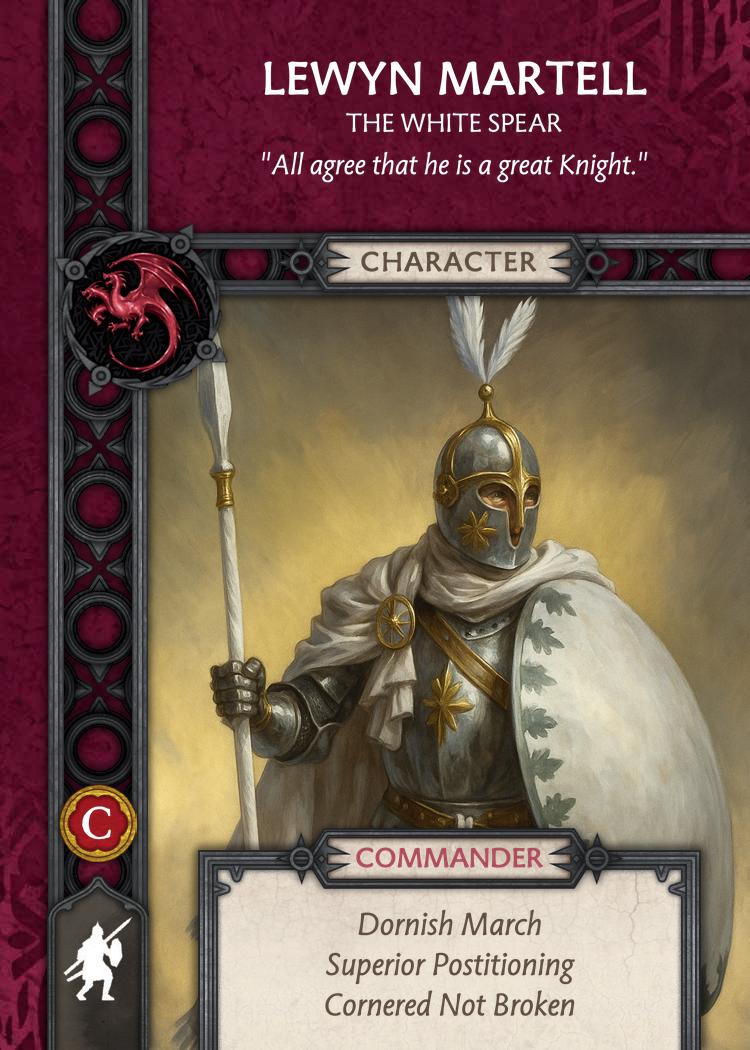 LEWYN MARTELL
THE WHITE SPEAR
"All agree that he is a great Knight."
CHARACTER
C
COMMANDER
Dornish March
Superior Postitioning
Cornered Not Broken